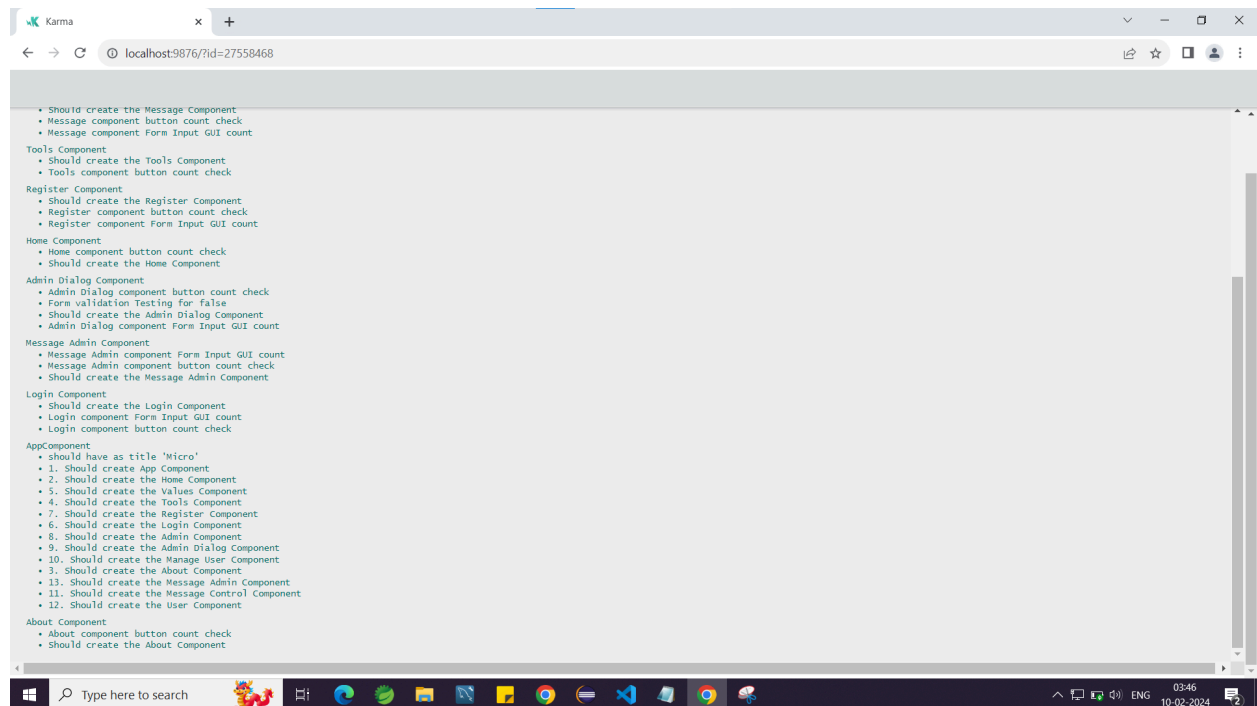 Karma
localhost:9876/?id=27558468
• Should create the Message Component
• Message component button count check
• Message component Form Input GUI count
Tools Component
• Should create the Tools Component
• Tools component button count check
Register Component
• Should create the Register Component
• Register component button count check
• Register component Form Input GUI count
Home Component
• Home component button count check
• Should create the Home Component
Admin Dialog Component
• Admin Dialog component button count check
• Form validation Testing for false
• Should create the Admin Dialog Component
• Admin Dialog component Form Input GUI count
Message Admin Component
• Message Admin component Form Input GUI count
• Message Admin component button count check
• Should create the Message Admin Component
Login Component
• Should create the Login Component
• Login component Form Input GUI count
• Login component button count check
AppComponent
• should have as title 'Micro'
• 1. Should create App Component
• 2. Should create the Home Component
• 5. Should create the Values Component
• 4. Should create the Tools Component
• 7. Should create the Register Component
• 6. Should create the Login Component
• 8. Should create the Admin Component
• 9. Should create the Admin Dialog Component
• 10. Should create the Manage User Component
• 3. Should create the About Component
• 13. Should create the Message Admin Component
• 11. Should create the Message Control Component
• 12. Should create the User Component
About Component
• About component button count check
• Should create the About Component
Type here to search
ENG
03:46
10-02-2024
2